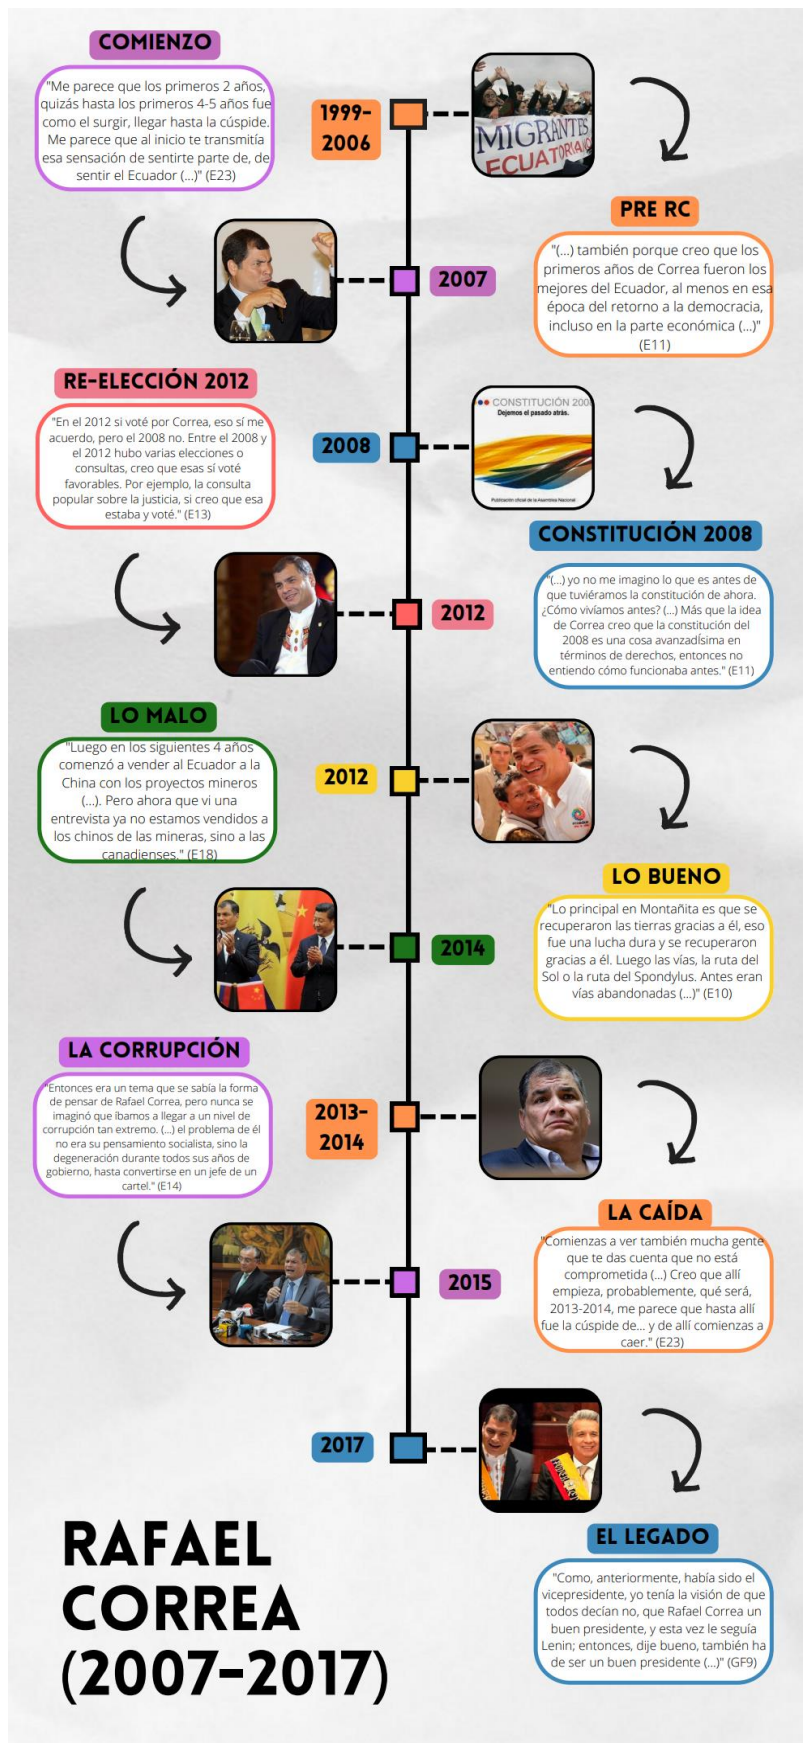 COMIENZO
"Me parece que los primeros 2 años,
quizás hasta los primeros 4-5 años fue
como el surgir, llegar hasta la cúspide.
Me parece que al inicio te transmitía
esa sensación de sentirte parte de, de
sentir el Ecuador (...)" (E23)
1999-
2006
MIGRANTES
ECUATORIANO
PRE RC
"(...) también porque creo que los
primeros años de Correa fueron los
mejores del Ecuador, al menos en esa
época del retorno a la democracia,
incluso en la parte económica (...)"
(E11)
2007
RE-ELECCIÓN 2012
"En el 2012 si voté por Correa, eso sí me
acuerdo, pero el 2008 no. Entre el 2008 y
el 2012 hubo varias elecciones o
consultas, creo que esas sí voté
favorables. Por ejemplo, la consulta
popular sobre la justicia, si creo que esa
estaba y voté." (E13)
2008
CONSTITUCIÓN 200
Dejemos el pasado atrás.
Publicación oficial de la Asamblea Nacional
CONSTITUCIÓN 2008
"(...) yo no me imagino lo que es antes de
que tuviéramos la constitución de ahora.
¿Cómo vivíamos antes? (...) Más que la idea
de Correa creo que la constitución del
2008 es una cosa avanzadísima en
términos de derechos, entonces no
entiendo cómo funcionaba antes." (E11)
2012
LO MALO
"Luego en los siguientes 4 años
comenzó a vender al Ecuador a la
China con los proyectos mineros
(...). Pero ahora que vi una
entrevista ya no estamos vendidos a
los chinos de las mineras, sino a las
canadienses." (E18)
2012
LO BUENO
"Lo principal en Montañita es que se
recuperaron las tierras gracias a él, eso
fue una lucha dura y se recuperaron
gracias a él. Luego las vías, la ruta del
Sol o la ruta del Spondylus. Antes eran
vías abandonadas (...)" (E10)
2014
LA CORRUPCIÓN
"Entonces era un tema que se sabía la forma
de pensar de Rafael Correa, pero nunca se
imaginó que íbamos a llegar a un nivel de
corrupción tan extremo. (...) el problema de él
no era su pensamiento socialista, sino la
degeneración durante todos sus años de
gobierno, hasta convertirse en un jefe de un
cartel." (E14)
2013-
2014
LA CAÍDA
"Comienzas a ver también mucha gente
que te das cuenta que no está
comprometida (...) Creo que allí
empieza, probablemente, qué será,
2013-2014, me parece que hasta allí
fue la cúspide de... y de allí comienzas a
caer." (E23)
2015
2017
EL LEGADO
"Como, anteriormente, había sido el
vicepresidente, yo tenía la visión de que
todos decían no, que Rafael Correa un
buen presidente, y esta vez le seguía
Lenin; entonces, dije bueno, también ha
de ser un buen presidente (...)" (GF9)
RAFAEL
CORREA
(2007-2017)